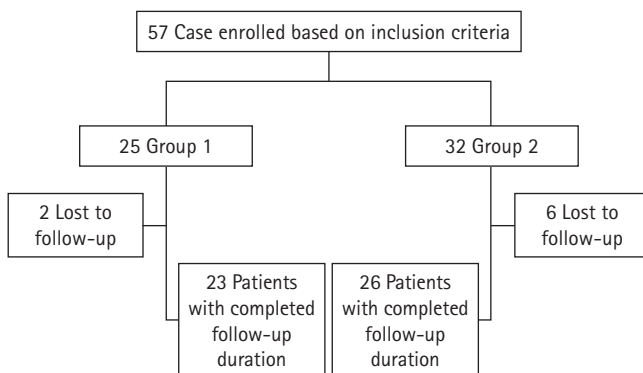 57 Case enrolled based on inclusion criteria
25 Group 1
32 Group 2
2 Lost to
follow-up
6 Lost to
follow-up
23 Patients
with completed
follow-up
duration
26 Patients
with completed
follow-up
duration